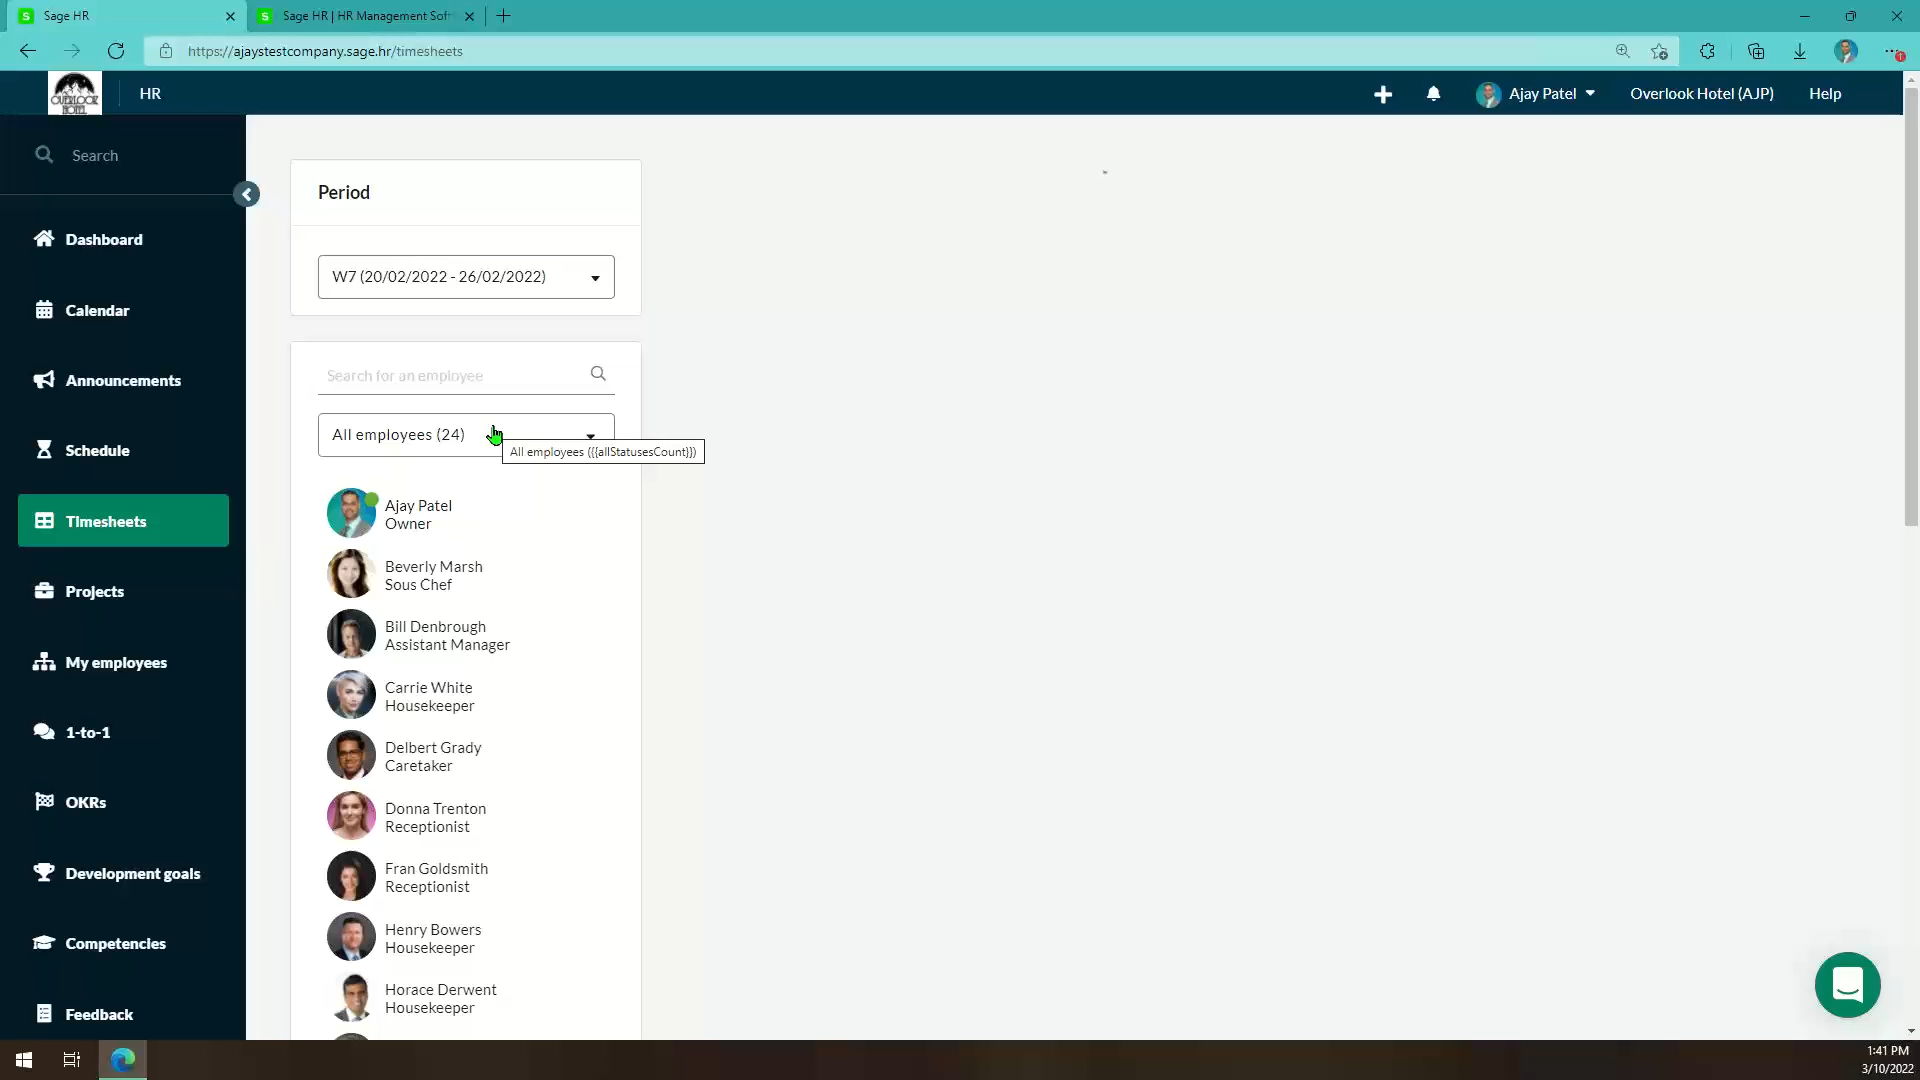 Sage HR
Sage HR | HR Management Soft
https://ajaystestcompany.sage.hr/timesheets
OVERLOOK
HOTEL
HR
Ajay Patel
Overlook Hotel (AJP)
Help
Search
Dashboard
Calendar
Announcements
Schedule
Timesheets
Projects
My employees
1-to-1
OKRs
Development goals
Competencies
Feedback
Period
W7 (20/02/2022 - 26/02/2022)
Search for an employee
All employees (24)
All employees ({{allStatusesCount}})
Ajay Patel
Owner
Beverly Marsh
Sous Chef
Bill Denbrough
Assistant Manager
Carrie White
Housekeeper
Delbert Grady
Caretaker
Donna Trenton
Receptionist
Fran Goldsmith
Receptionist
Henry Bowers
Housekeeper
Horace Derwent
Housekeeper
1:41 PM
3/10/2022